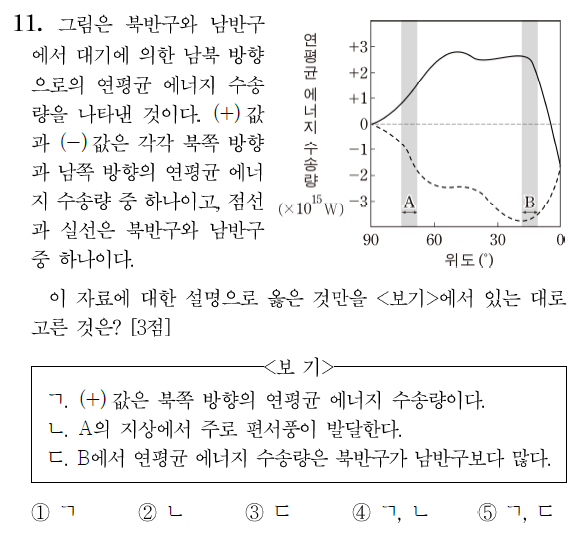 11. 그림은 북반구와 남반구
에서 대기에 의한 남북 방향
으로의 연평균 에너지 수송
량을 나타낸 것이다. (+)값
과 (-)값은 각각 북쪽 방향
과 남쪽 방향의 연평균 에너
지 수송량 중 하나이고, 점선
과 실선은 북반구와 남반구
중 하나이다.
연평균 에너지 수송량
(×10¹⁵W)
+3
+2
+1
0
-1
-2
-3
A
B
90
60
30
0
위도(°)
이 자료에 대한 설명으로 옳은 것만을 <보기>에서 있는 대로
고른 것은? [3점]
<보 기>
ㄱ. (+)값은 북쪽 방향의 연평균 에너지 수송량이다.
ㄴ. A의 지상에서 주로 편서풍이 발달한다.
ㄷ. B에서 연평균 에너지 수송량은 북반구가 남반구보다 많다.
① ㄱ ② ㄴ ③ ㄷ ④ ㄱ, ㄴ ⑤ ㄱ, ㄷ